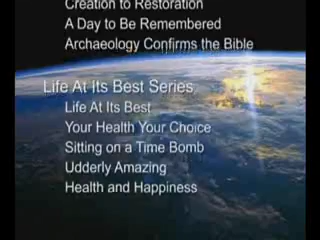 Creation to Restoration
A Day to Be Remembered
Archaeology Confirms the Bible
Life At Its Best Series
Life At Its Best
Your Health Your Choice
Sitting on a Time Bomb
Udderly Amazing
Health and Happiness